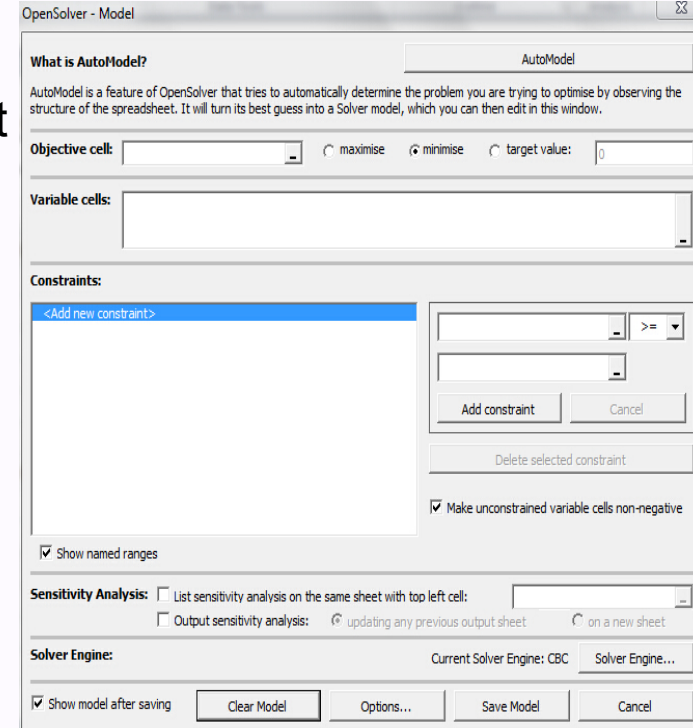 OpenSolver - Model
What is AutoModel?
AutoModel
AutoModel is a feature of OpenSolver that tries to automatically determine the problem you are trying to optimise by observing the
structure of the spreadsheet. It will turn its best guess into a Solver model, which you can then edit in this window.
t
Objective cell: maximise minimise target value: 0
Variable cells:
Constraints:
<Add new constraint>
>=
Add constraint Cancel
Delete selected constraint
Make unconstrained variable cells non-negative
Show named ranges
Sensitivity Analysis: List sensitivity analysis on the same sheet with top left cell:
Output sensitivity analysis: updating any previous output sheet on a new sheet
Solver Engine: Current Solver Engine: CBC Solver Engine...
Show model after saving Clear Model Options... Save Model Cancel